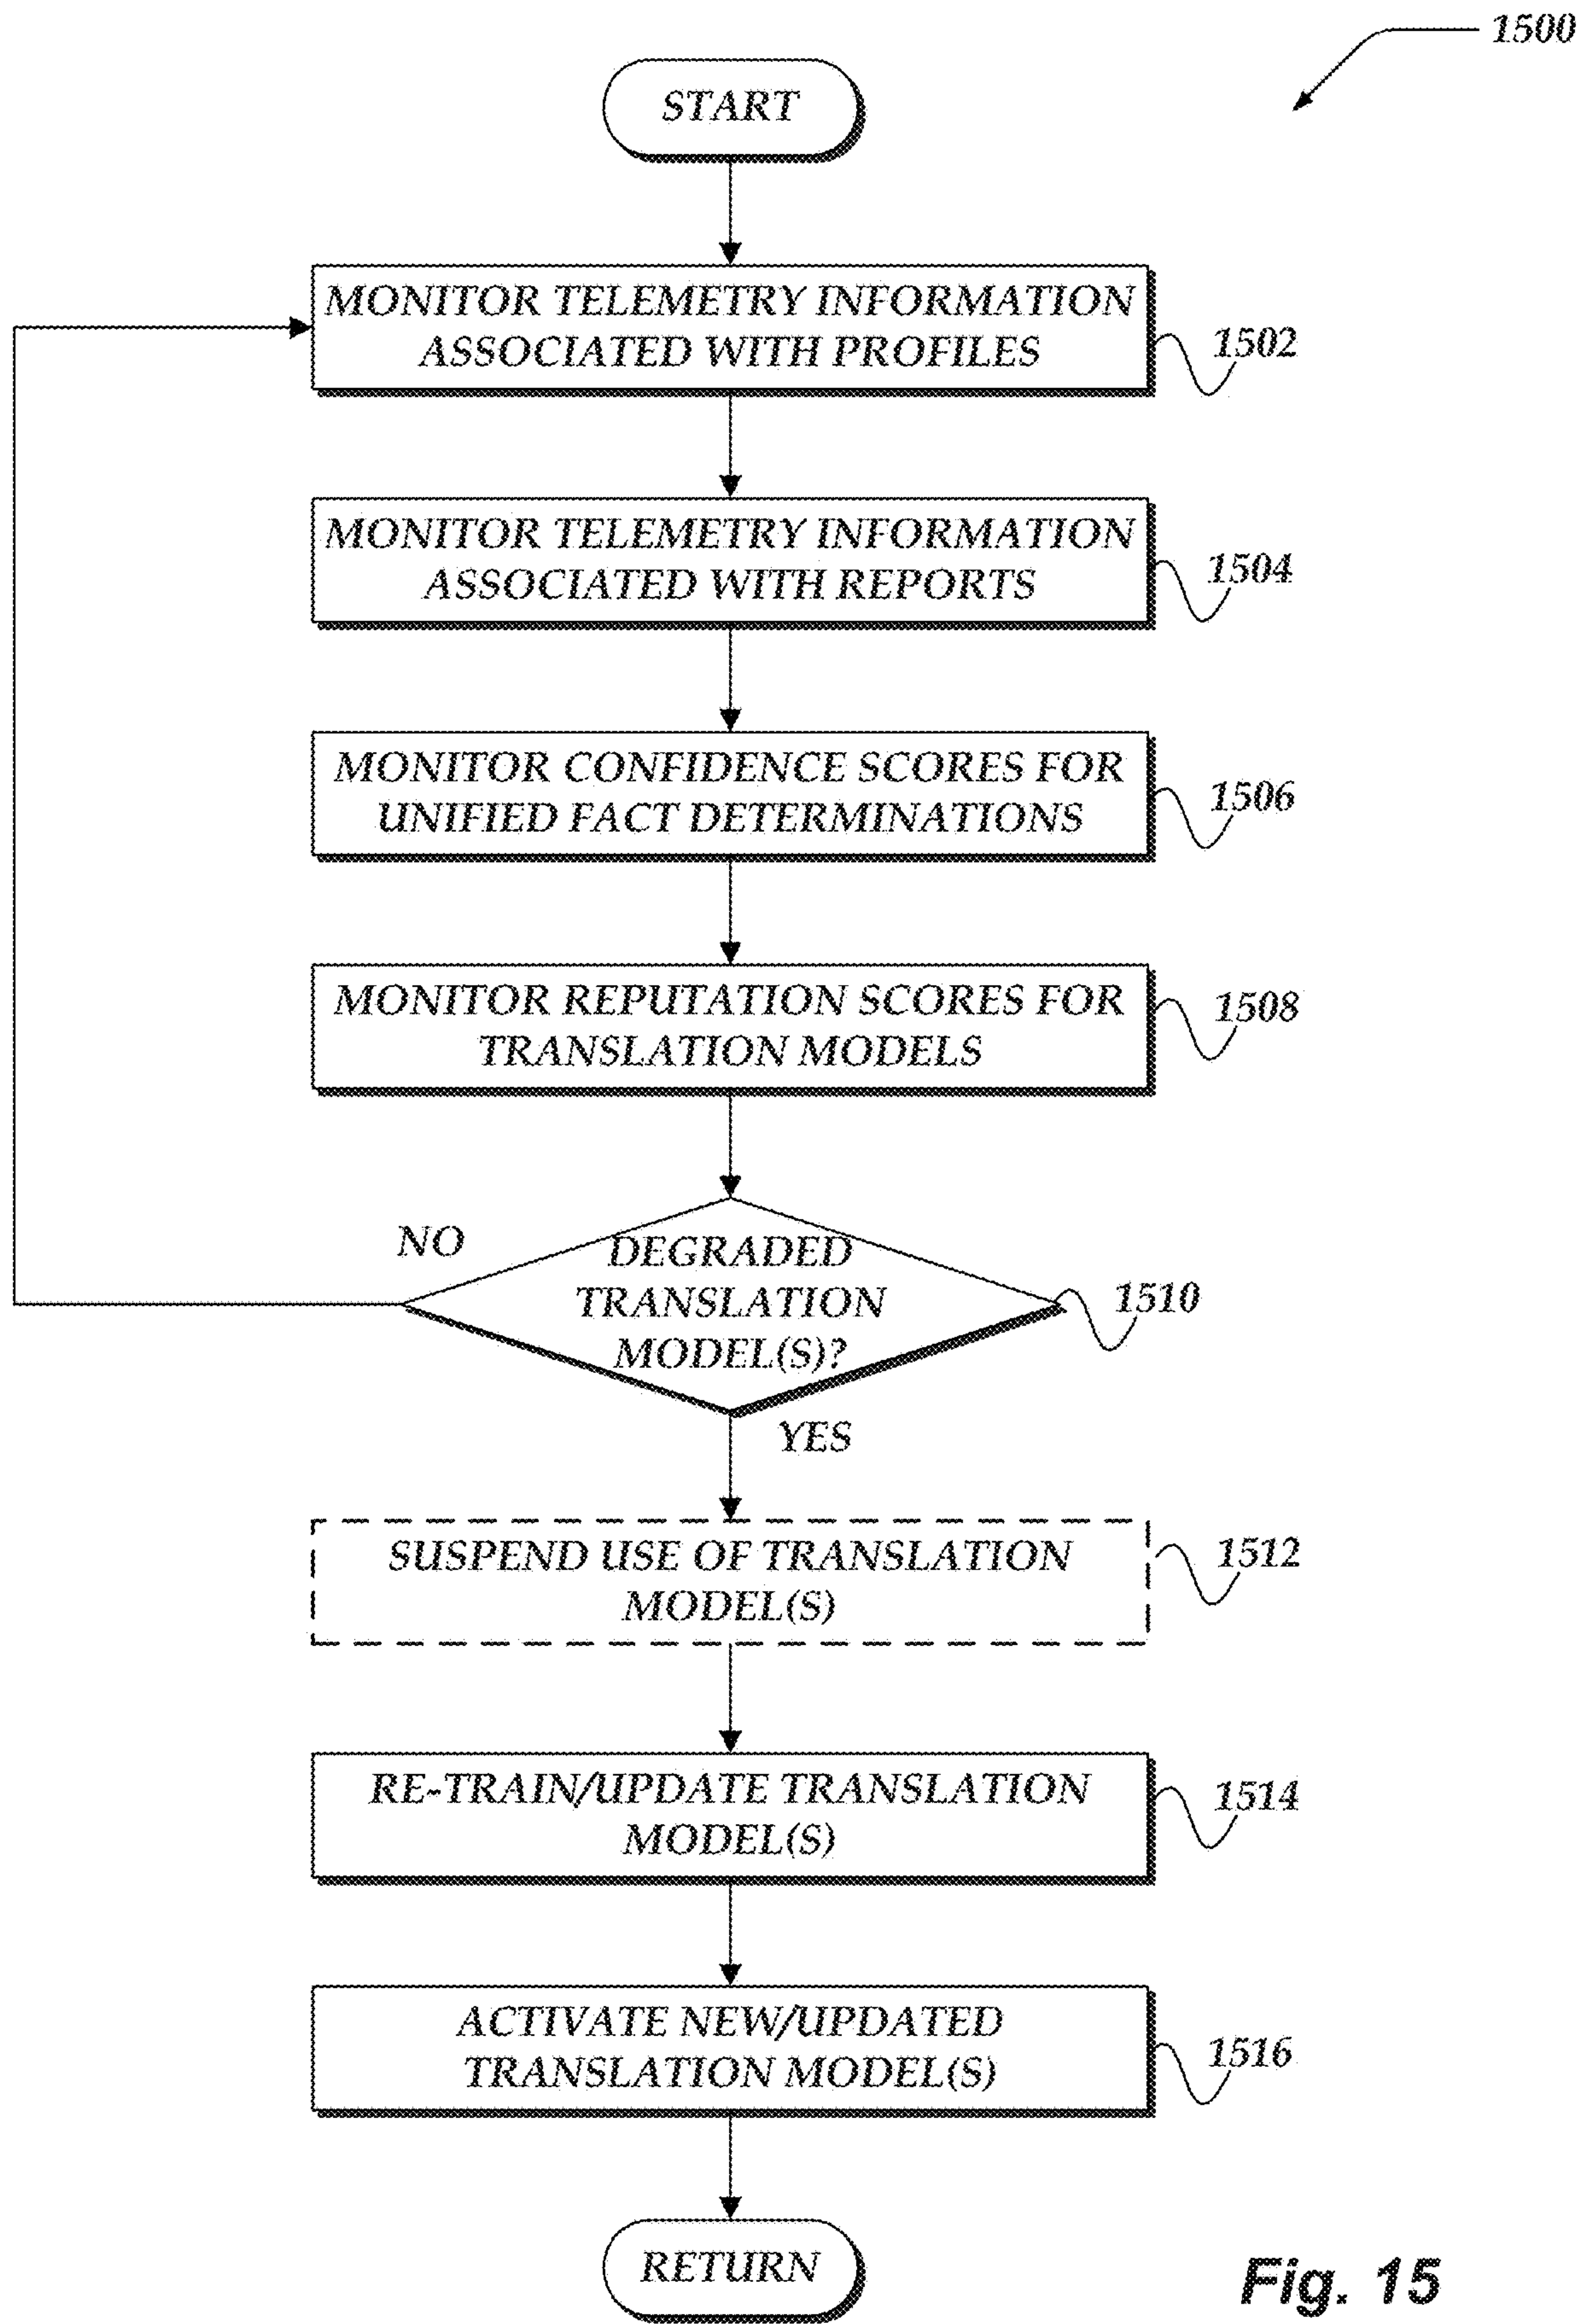 1500
START
MONITOR TELEMETRY INFORMATION
ASSOCIATED WITH PROFILES
1502
MONITOR TELEMETRY INFORMATION
ASSOCIATED WITH REPORTS
1504
MONITOR CONFIDENCE SCORES FOR
UNIFIED FACT DETERMINATIONS
1506
MONITOR REPUTATION SCORES FOR
TRANSLATION MODELS
1508
NO
DEGRADED
TRANSLATION
MODEL(S)?
1510
YES
SUSPEND USE OF TRANSLATION
MODEL(S)
1512
RE-TRAIN/UPDATE TRANSLATION
MODEL(S)
1514
ACTIVATE NEW/UPDATED
TRANSLATION MODEL(S)
1516
RETURN
Fig. 15